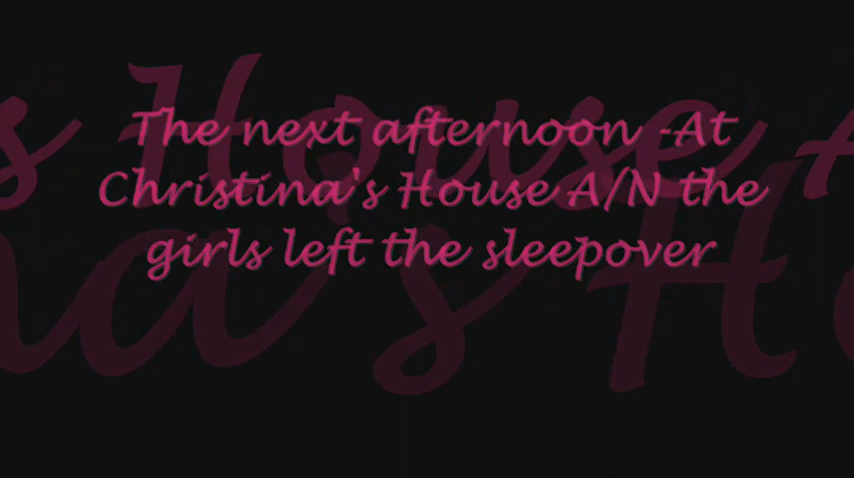 The next afternoon -At
Christina's House A/N the
girls left the sleepover